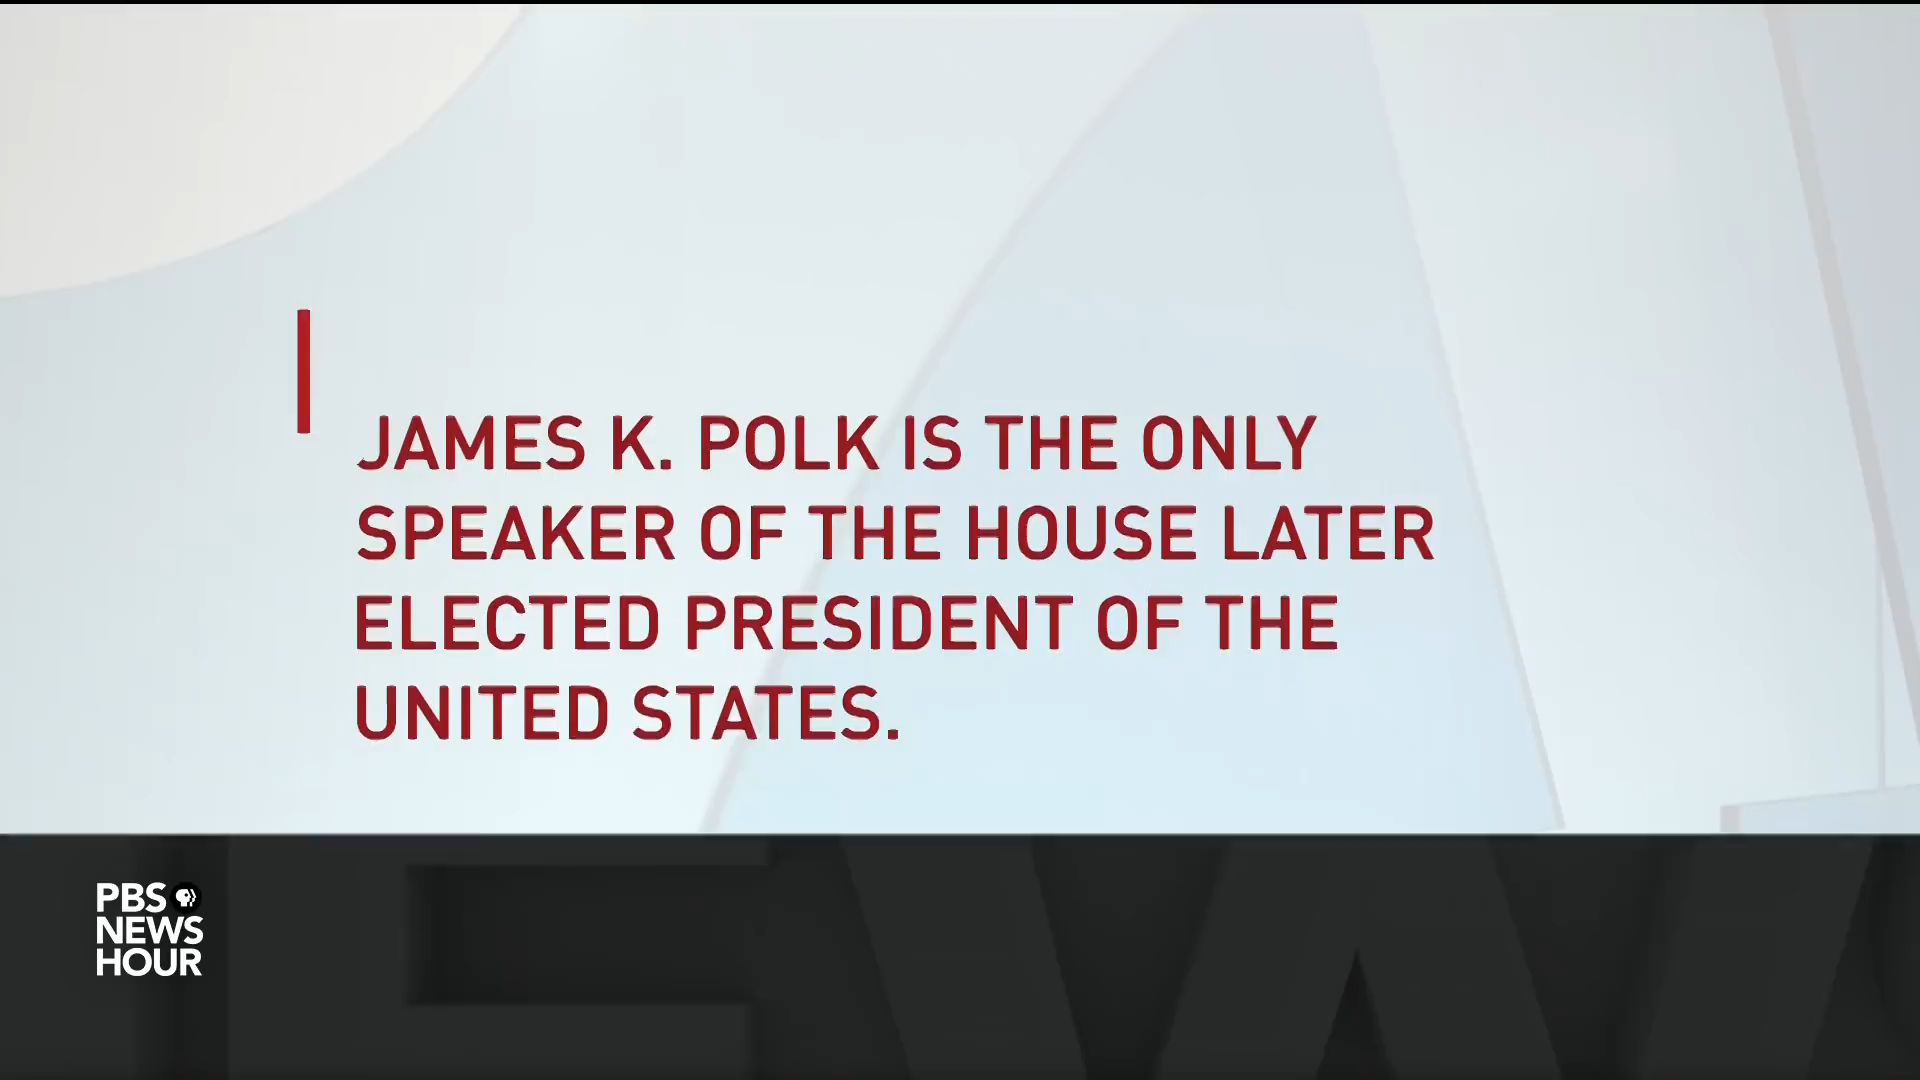 JAMES K. POLK IS THE ONLY
SPEAKER OF THE HOUSE LATER
ELECTED PRESIDENT OF THE
UNITED STATES.
PBS
NEWS
HOUR